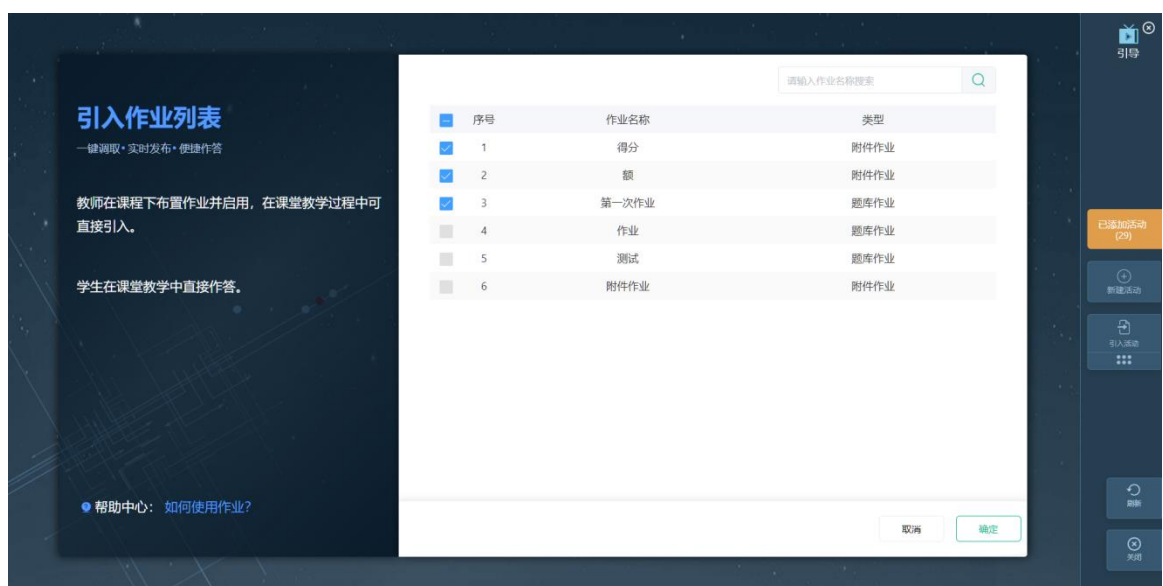 引导
请输入作业名称搜索
引入作业列表
一键调取•实时发布•便捷作答
教师在课程下布置作业并启用，在课堂教学过程中可
直接引入。
学生在课堂教学中直接作答。
帮助中心： 如何使用作业？
序号 作业名称 类型
1 得分 附件作业
2 额 附件作业
3 第一次作业 题库作业
4 作业 题库作业
5 测试 题库作业
6 附件作业 附件作业
取消 确定
已添加活动
(29)
新建活动
引入活动
刷新
关闭